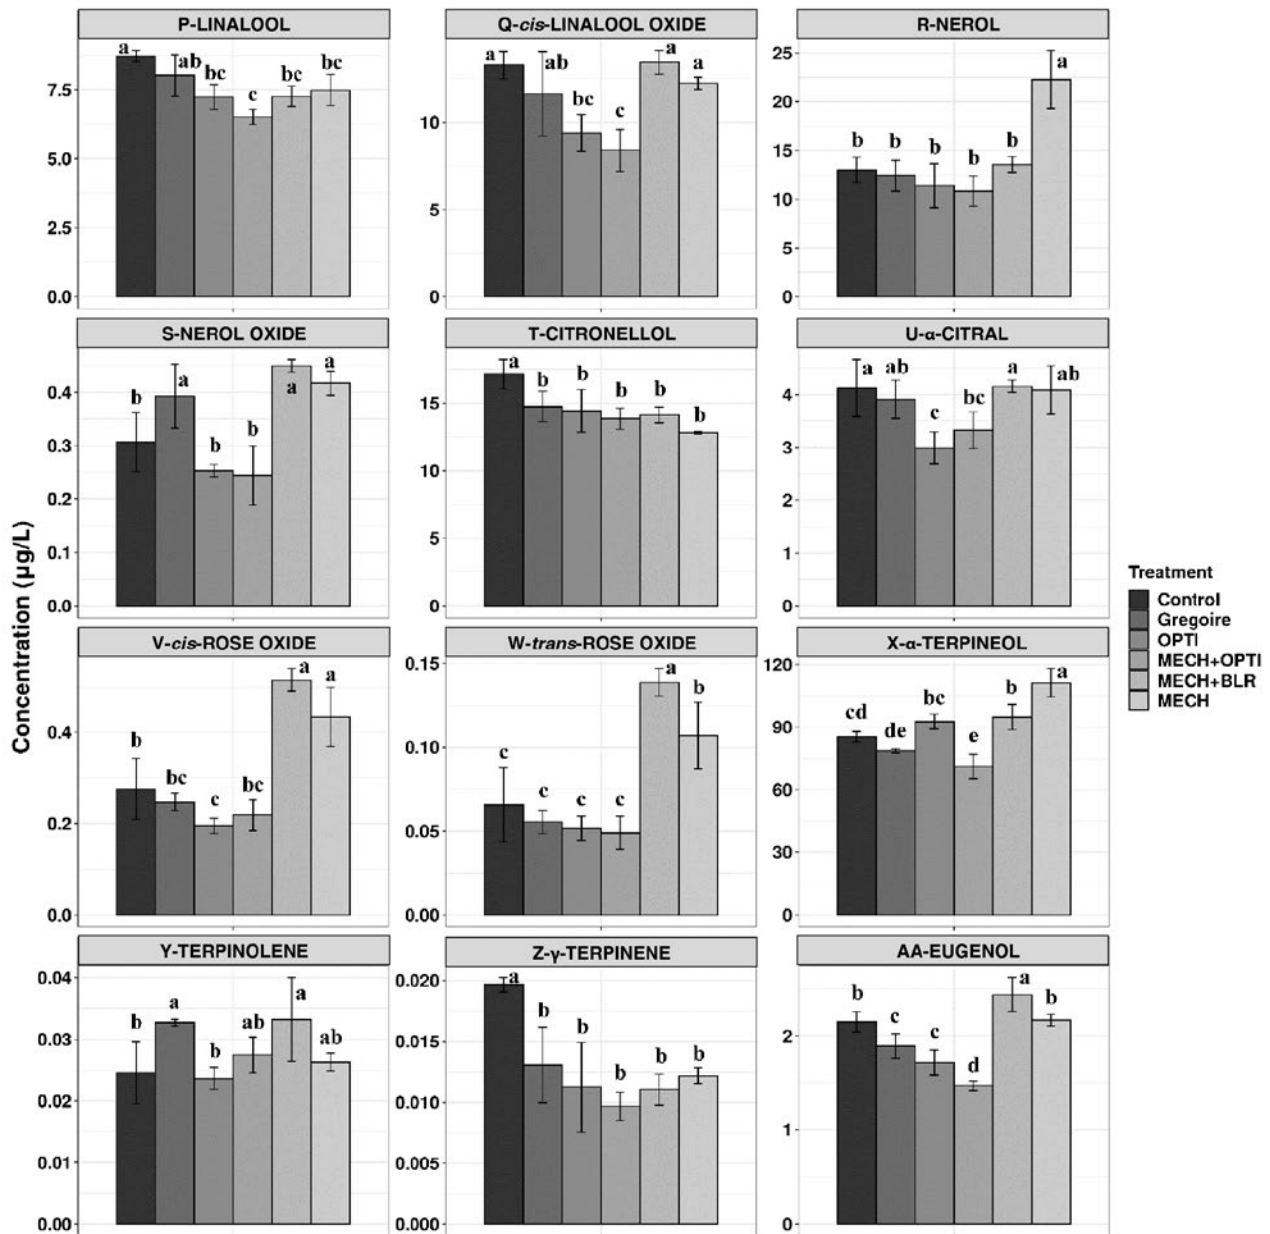 P-LINALOOL
Q-cis-LINALOOL OXIDE
R-NEROL
a ab bc c bc bc
a ab bc c a a
b b b b b a
7.5
5.0
2.5
0.0
10
5
0
25
20
15
10
5
0
S-NEROL OXIDE
T-CITRONELLOL
U-α-CITRAL
b a b b a a
a b b b b b
a ab c bc a ab
0.4
0.3
0.2
0.1
0.0
15
10
5
0
4
3
2
1
0
Concentration (µg/L)
V-cis-ROSE OXIDE
W-trans-ROSE OXIDE
X-α-TERPINEOL
b bc c bc a a
c c c c a b
cd de bc e b a
0.4
0.2
0.0
0.15
0.10
0.05
0.00
120
90
60
30
0
Y-TERPINOLENE
Z-γ-TERPINENE
AA-EUGENOL
b a b ab a ab
a b b b b b
b c c d a b
0.04
0.03
0.02
0.01
0.00
0.020
0.015
0.010
0.005
0.000
2
1
0
Treatment
Control
Gregoire
OPTI
MECH+OPTI
MECH+BLR
MECH